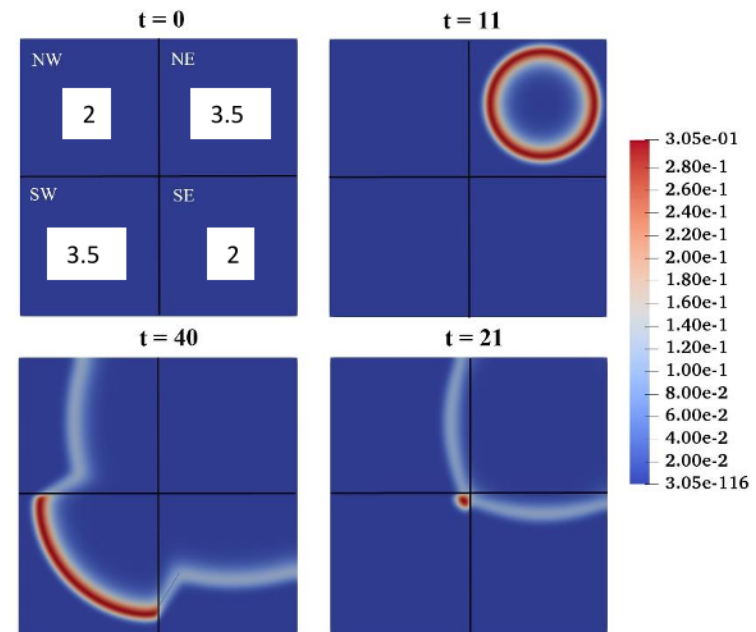 t = 0
t = 11
NW
NE
2
3.5
SW
SE
3.5
2
t = 40
t = 21
3.05e-01
2.80e-1
2.60e-1
2.40e-1
2.20e-1
2.00e-1
1.80e-1
1.60e-1
1.40e-1
1.20e-1
1.00e-1
8.00e-2
6.00e-2
4.00e-2
2.00e-2
3.05e-116